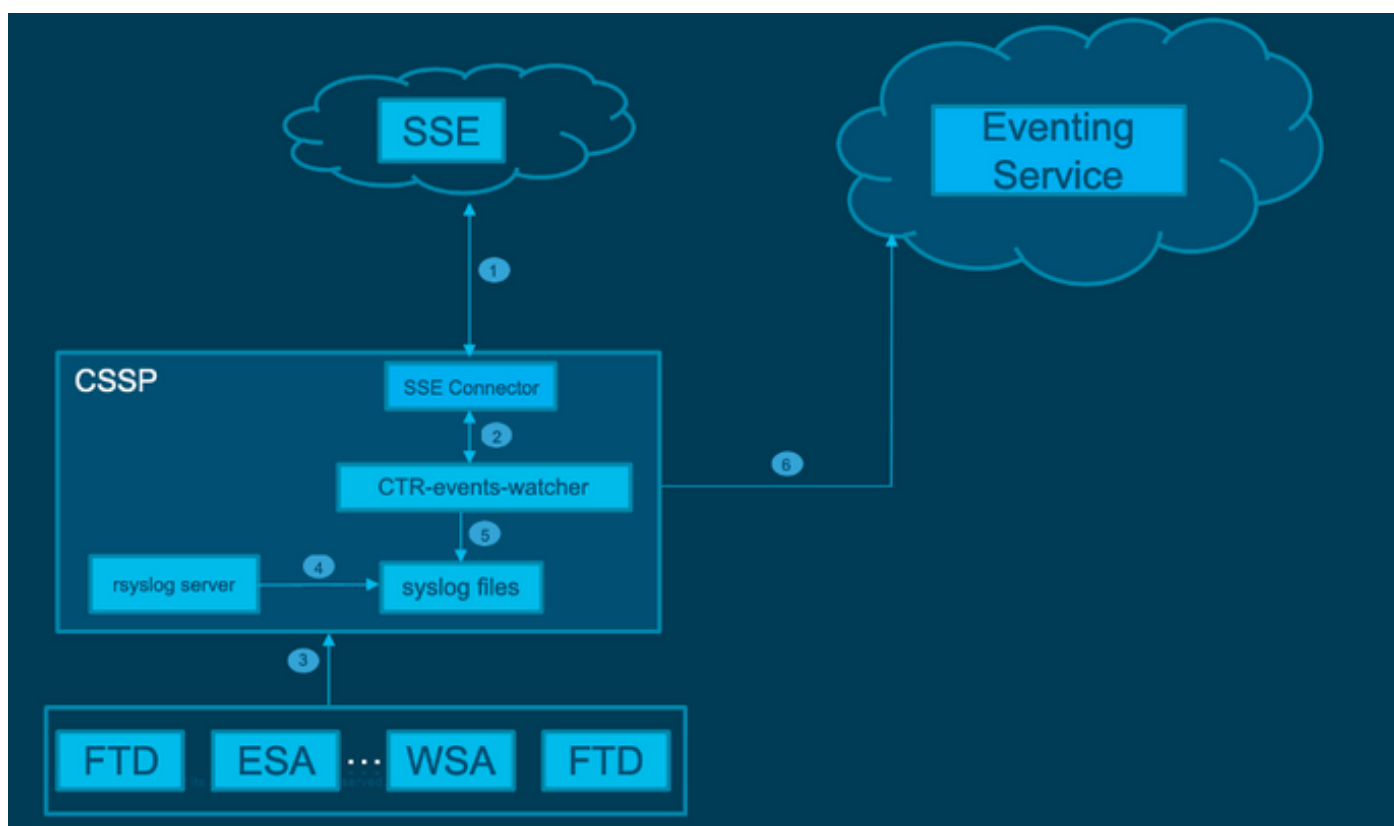 SSE
Eventing
Service
1
CSSP
SSE Connector
2
CTR-events-watcher
6
5
rsyslog server
4
syslog files
3
FTD
ESA
...
WSA
FTD
served